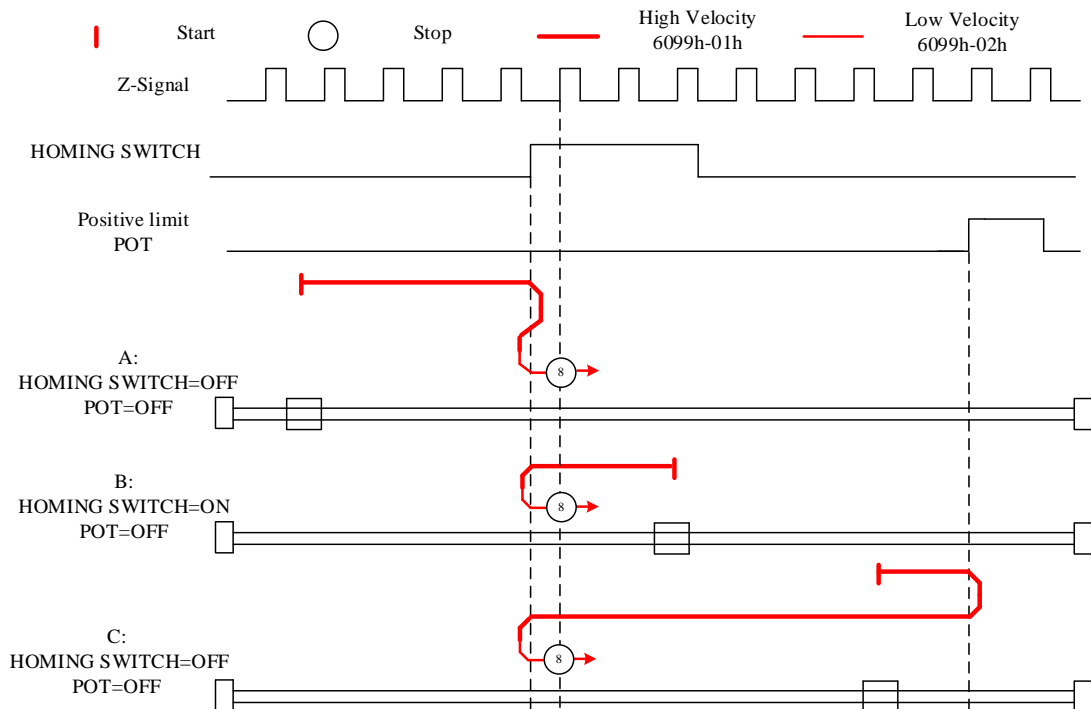 Start
Stop
High Velocity
6099h-01h
Low Velocity
6099h-02h
Z-Signal
HOMING SWITCH
Positive limit
POT
A:
HOMING SWITCH=OFF
POT=OFF
8
B:
HOMING SWITCH=ON
POT=OFF
8
C:
HOMING SWITCH=OFF
POT=OFF
8